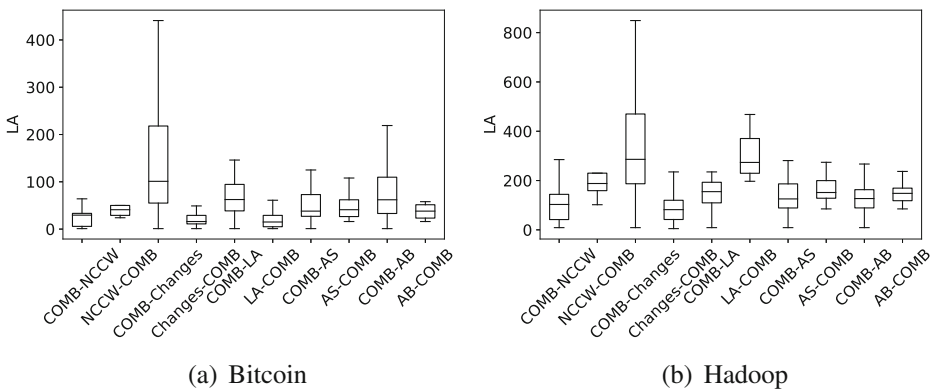 400
300
200
100
0
LA
COMB-NCCW
NCCW-COMB
COMB-Changes
Changes-COMB
COMB-LA
LA-COMB
COMB-AS
AS-COMB
COMB-AB
AB-COMB
(a) Bitcoin
800
600
400
200
0
LA
COMB-NCCW
NCCW-COMB
COMB-Changes
Changes-COMB
COMB-LA
LA-COMB
COMB-AS
AS-COMB
COMB-AB
AB-COMB
(b) Hadoop